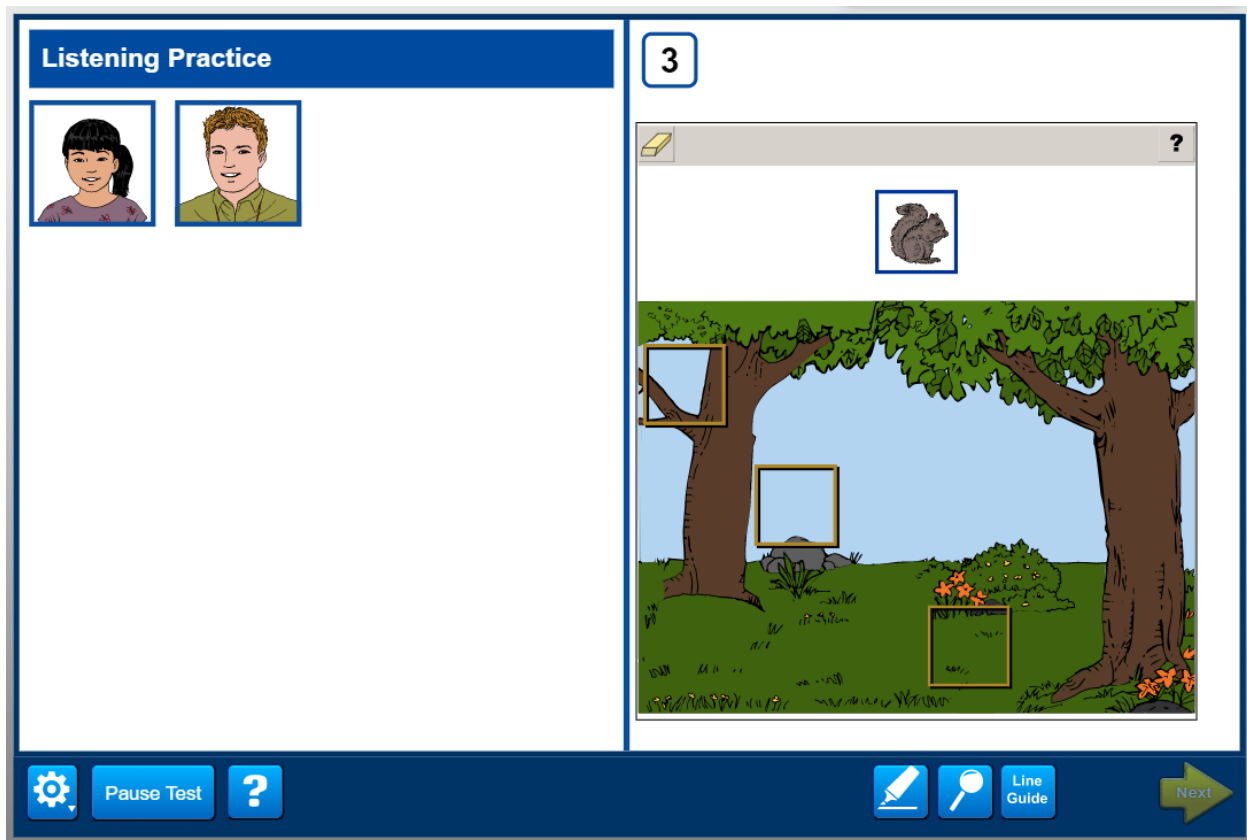 Listening Practice
3
?
Pause Test
?
Line
Guide
Next